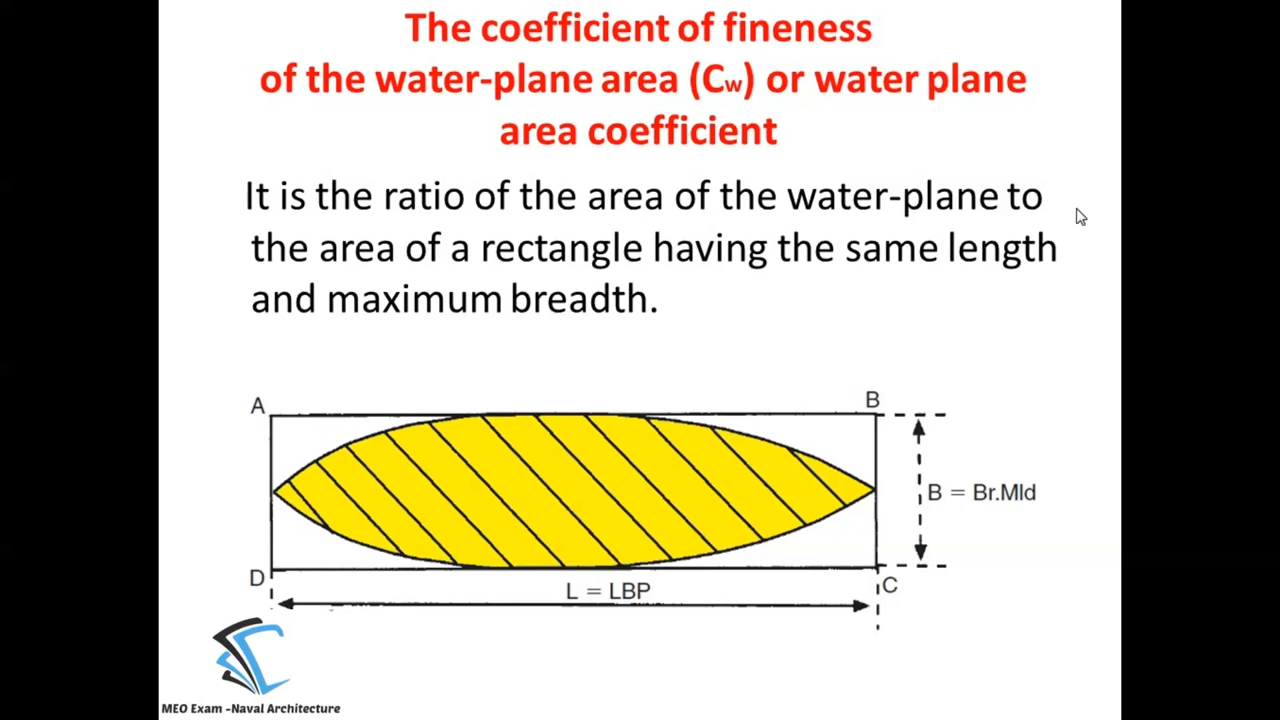 The coefficient of fineness
of the water-plane area (Cw) or water plane
area coefficient
It is the ratio of the area of the water-plane to
the area of a rectangle having the same length
and maximum breadth.
A
B
B = Br.Mld
D
L = LBP
C
MEO Exam -Naval Architecture